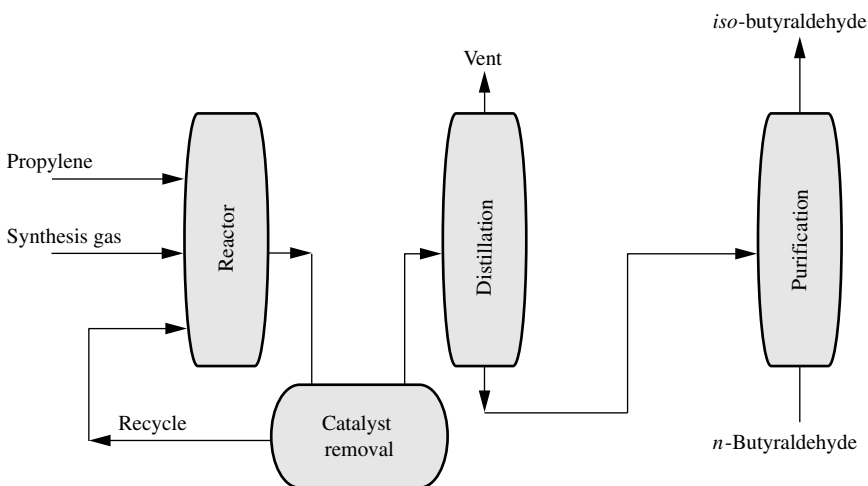 iso-butyraldehyde
Vent
Propylene
Synthesis gas
Reactor
Distillation
Purification
Recycle
Catalyst
removal
n-Butyraldehyde